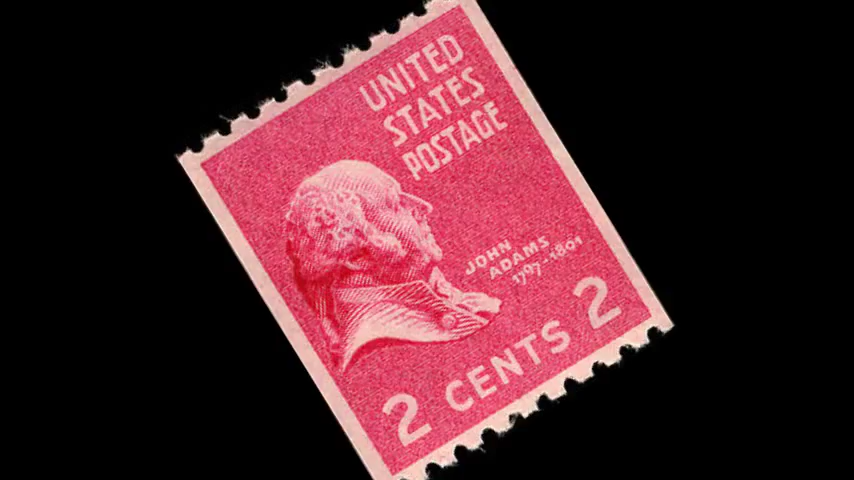 UNITED
STATES
POSTAGE
JOHN
ADAMS
1797-1801
2 CENTS 2